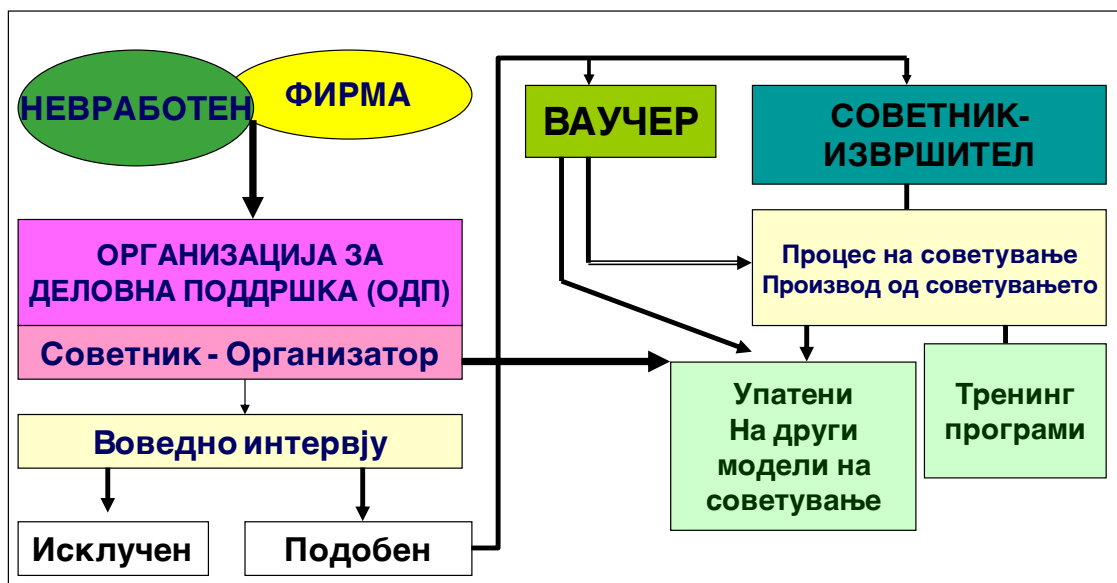 НЕВРАБОТЕН
ФИРМА
ОРГАНИЗАЦИЈА ЗА
ДЕЛОВНА ПОДДРШКА (ОДП)
Советник - Организатор
Воведно интервју
Исклучен
Подобен
ВАУЧЕР
СОВЕТНИК-
ИЗВРШИТЕЛ
Процес на советување
Производ од советувањето
Упатени
На други
модели на
советување
Тренинг
програми